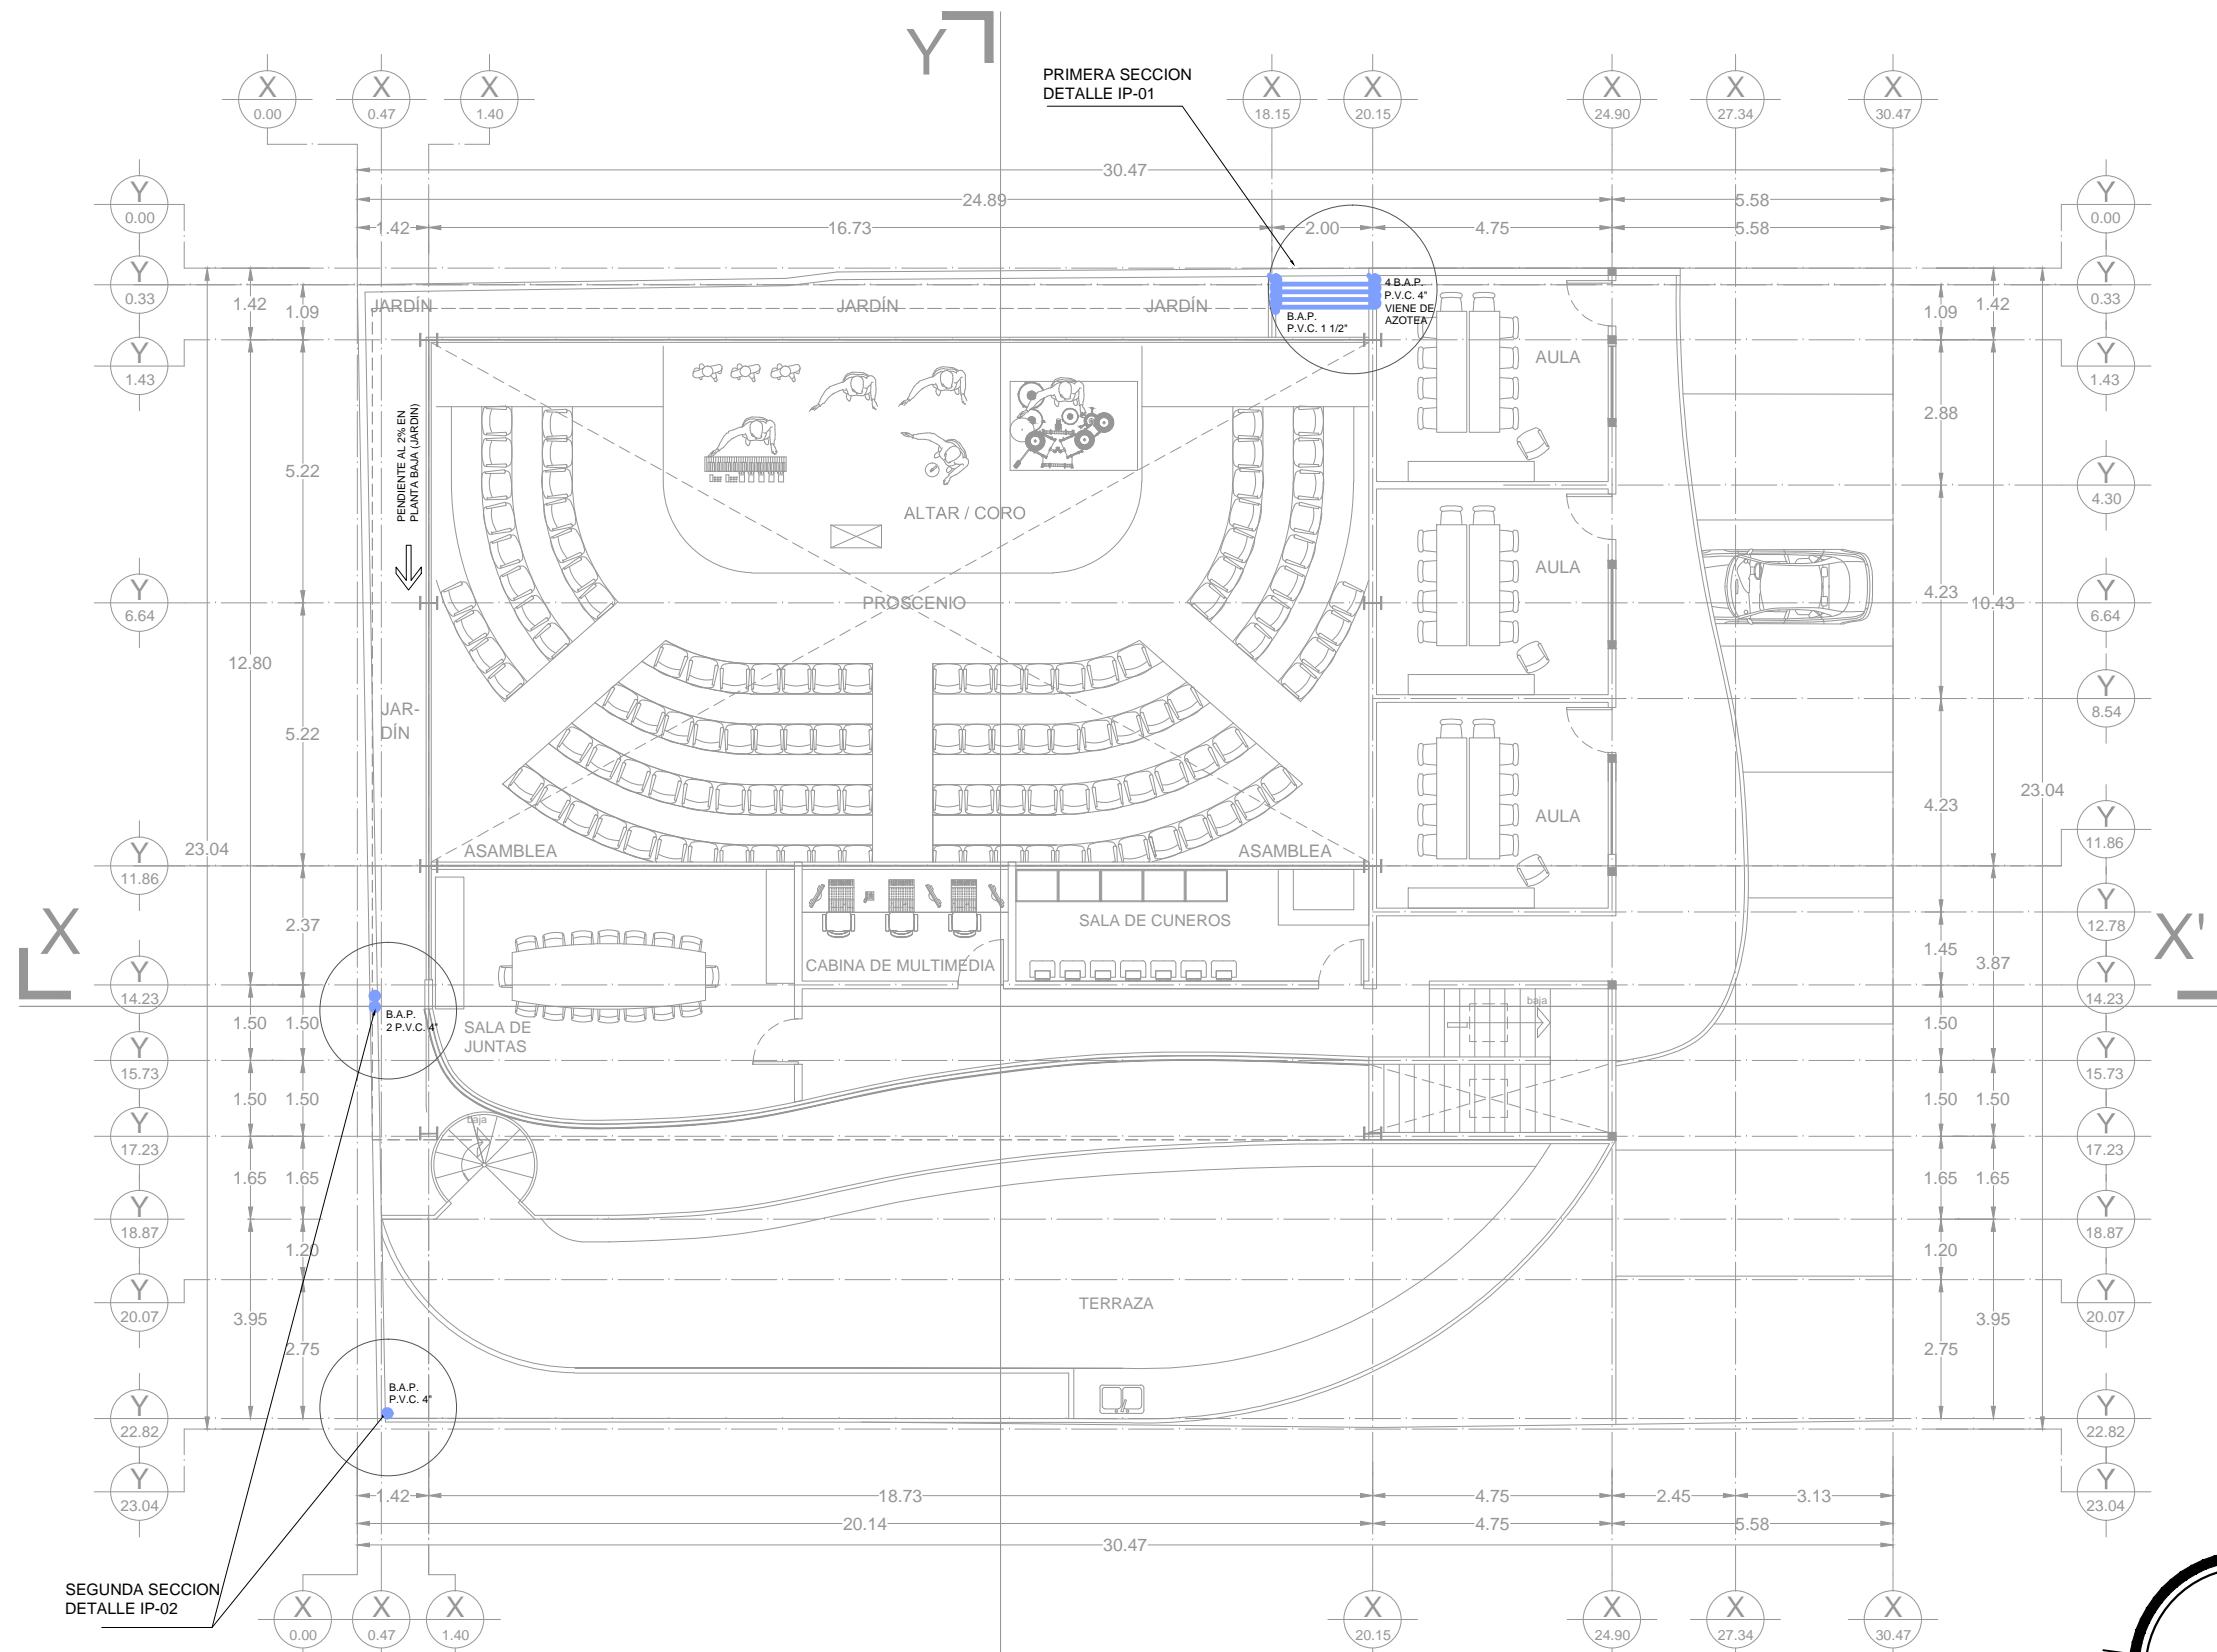 Y
PRIMERA SECCION
DETALLE IP-01
X
0.00
X
0.47
X
1.40
X
18.15
X
20.15
X
24.90
X
27.34
X
30.47
30.47
24.89
5.58
1.42
16.73
2.00
4.75
5.58
Y
0.00
Y
0.33
Y
1.43
Y
6.64
Y
11.86
Y
14.23
Y
15.73
Y
17.23
Y
18.87
Y
20.07
Y
22.82
Y
23.04
23.04
1.42
12.80
1.50
1.50
1.65
3.95
1.09
5.22
5.22
2.37
1.50
1.50
1.65
1.20
2.75
JARDÍN
JARDÍN
JARDÍN
4 B.A.P.
P.V.C. 4"
VIENE DE
AZOTEA
B.A.P.
P.V.C. 1 1/2"
PENDIENTE AL 2% EN
PLANTA BAJA (JARDIN)
AULA
ALTAR / CORO
AULA
PROSCENIO
JAR-
DÍN
AULA
ASAMBLEA
ASAMBLEA
SALA DE CUNEROS
CABINA DE MULTIMEDIA
B.A.P.
2 P.V.C. 4"
SALA DE
JUNTAS
baja
baja
TERRAZA
B.A.P.
P.V.C. 4"
X
X'
1.09
2.88
4.23
4.23
1.45
1.50
1.50
1.65
1.20
2.75
1.42
10.43
3.87
1.50
1.65
3.95
23.04
Y
0.00
Y
0.33
Y
1.43
Y
4.30
Y
6.64
Y
8.54
Y
11.86
Y
12.78
Y
14.23
Y
15.73
Y
17.23
Y
18.87
Y
20.07
Y
22.82
Y
23.04
1.42
18.73
4.75
2.45
3.13
20.14
4.75
5.58
30.47
SEGUNDA SECCION
DETALLE IP-02
X
0.00
X
0.47
X
1.40
X
20.15
X
24.90
X
27.34
X
30.47